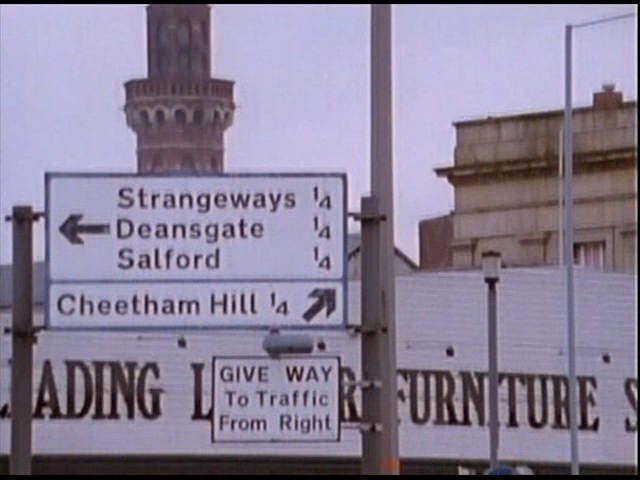 Strangeways ¼
Deansgate ¼
Salford ¼
Cheetham Hill ¼
GIVE WAY
To Traffic
From Right
FURNITURE